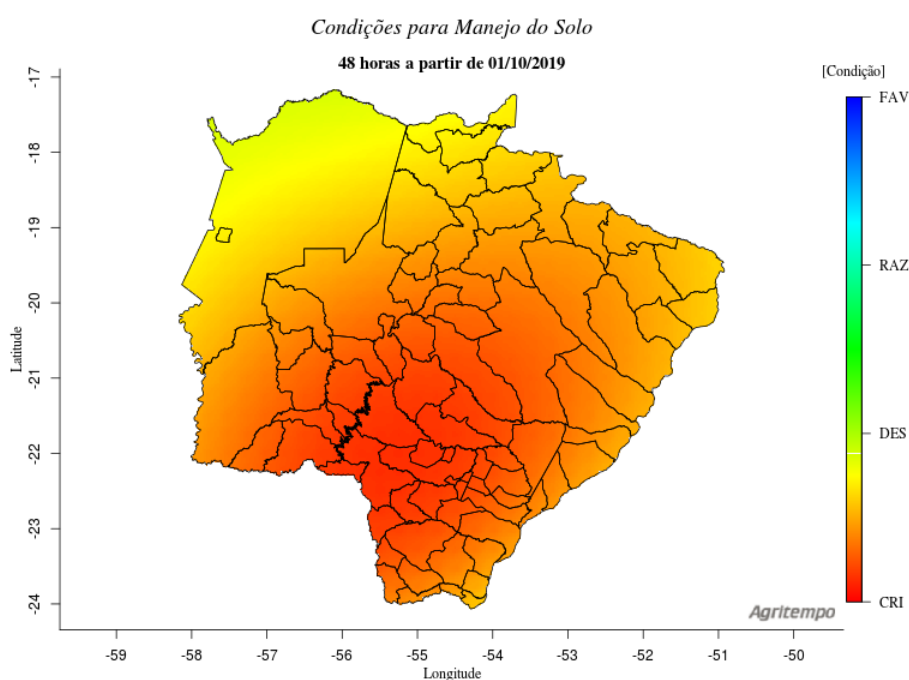 Condições para Manejo do Solo
48 horas a partir de 01/10/2019
[Condição]
FAV
RAZ
DES
CRI
Latitude
-17
-18
-19
-20
-21
-22
-23
-24
Agritempo
-59
-58
-57
-56
-55
-54
-53
-52
-51
-50
Longitude